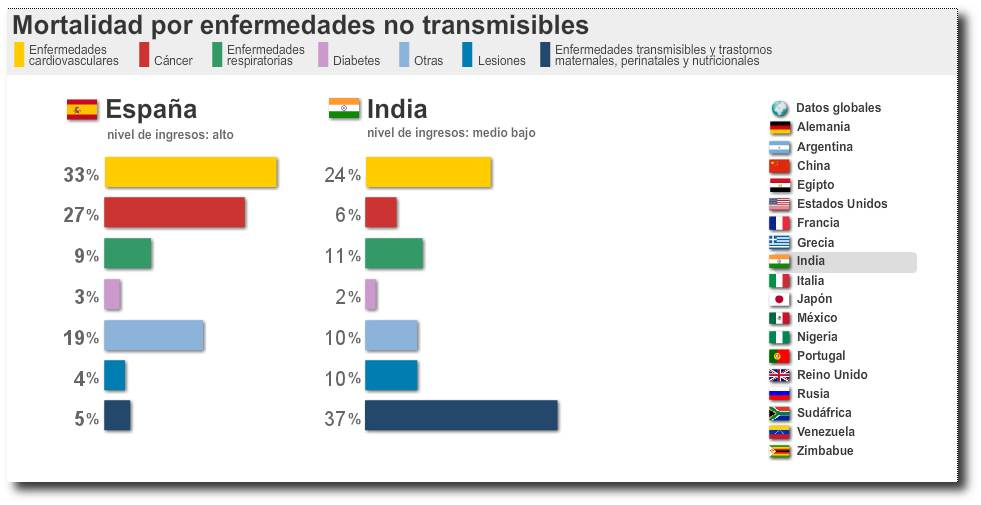 Mortalidad por enfermedades no transmisibles
Enfermedades
cardiovasculares
Cáncer
Enfermedades
respiratorias
Diabetes
Otras
Lesiones
Enfermedades transmisibles y trastornos
maternales, perinatales y nutricionales
España
nivel de ingresos: alto
33%
27%
9%
3%
19%
4%
5%
India
nivel de ingresos: medio bajo
24%
6%
11%
2%
10%
10%
37%
Datos globales
Alemania
Argentina
China
Egipto
Estados Unidos
Francia
Grecia
India
Italia
Japón
México
Nigeria
Portugal
Reino Unido
Rusia
Sudáfrica
Venezuela
Zimbabue